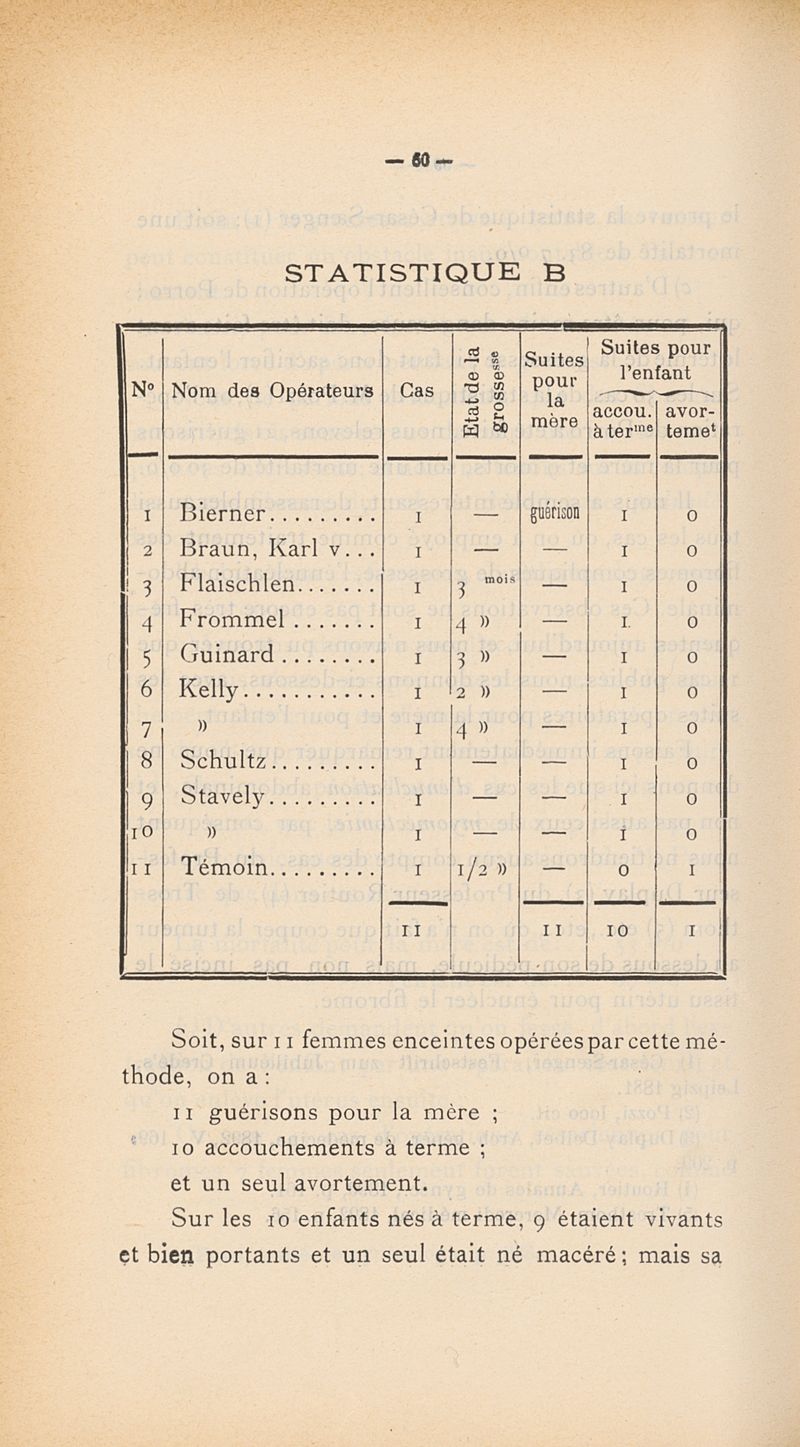 — 60 —
STATISTIQUE B
N° Nom des Opérateurs Cas Etat de la grossesse Suites pour la mère Suites pour l'enfant
accou. à terme avor-temet
1 Bierner.......... 1 — guérison 1 0
2 Braun, Karl v... 1 — — 1 0
3 Flaischlen....... 1 3 mois — 1 0
4 Frommel ....... 1 4 » — 1 0
5 Guinard ........ 1 3 » — 1 0
6 Kelly........... 1 2 » — 1 0
7 » 1 4 » — 1 0
8 Schultz......... 1 — — 1 0
9 Stavely......... 1 — — 1 0
10 » 1 — — 1 0
11 Témoin.......... 1 1/2 » — 0 1
11 11 10 1
Soit, sur 11 femmes enceintes opérées par cette mé-
thode, on a :
11 guérisons pour la mère ;
10 accouchements à terme ;
et un seul avortement.
Sur les 10 enfants nés à terme, 9 étaient vivants
et bien portants et un seul était né macéré ; mais sa